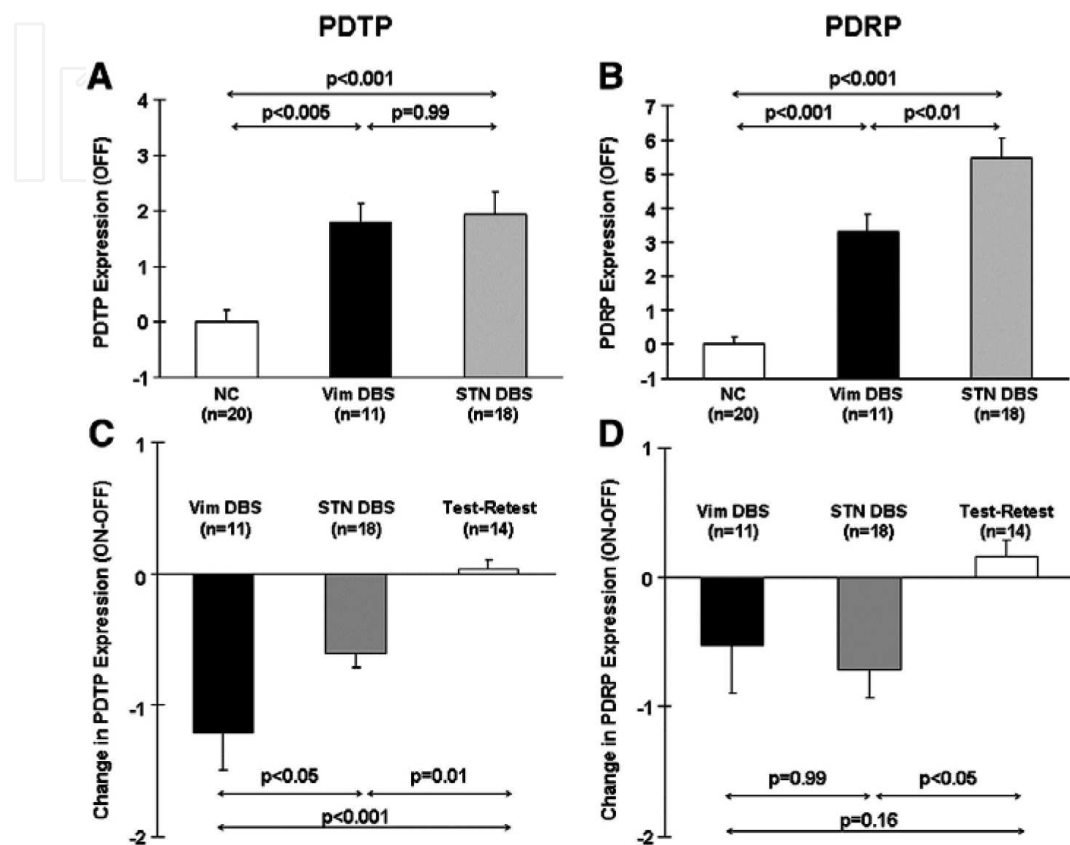 PDTP
PDRP
A
p<0.001
p<0.005
p=0.99
PDTP Expression (OFF)
4
3
2
1
0
-1
NC
(n=20)
Vim DBS
(n=11)
STN DBS
(n=18)
B
p<0.001
p<0.001
p<0.01
PDRP Expression (OFF)
7
6
5
4
3
2
1
0
-1
NC
(n=20)
Vim DBS
(n=11)
STN DBS
(n=18)
C
Change in PDTP Expression (ON-OFF)
1
0
-1
-2
Vim DBS
(n=11)
STN DBS
(n=18)
Test-Retest
(n=14)
p<0.05
p=0.01
p<0.001
D
Change in PDRP Expression (ON-OFF)
1
0
-1
-2
Vim DBS
(n=11)
STN DBS
(n=18)
Test-Retest
(n=14)
p=0.99
p<0.05
p=0.16